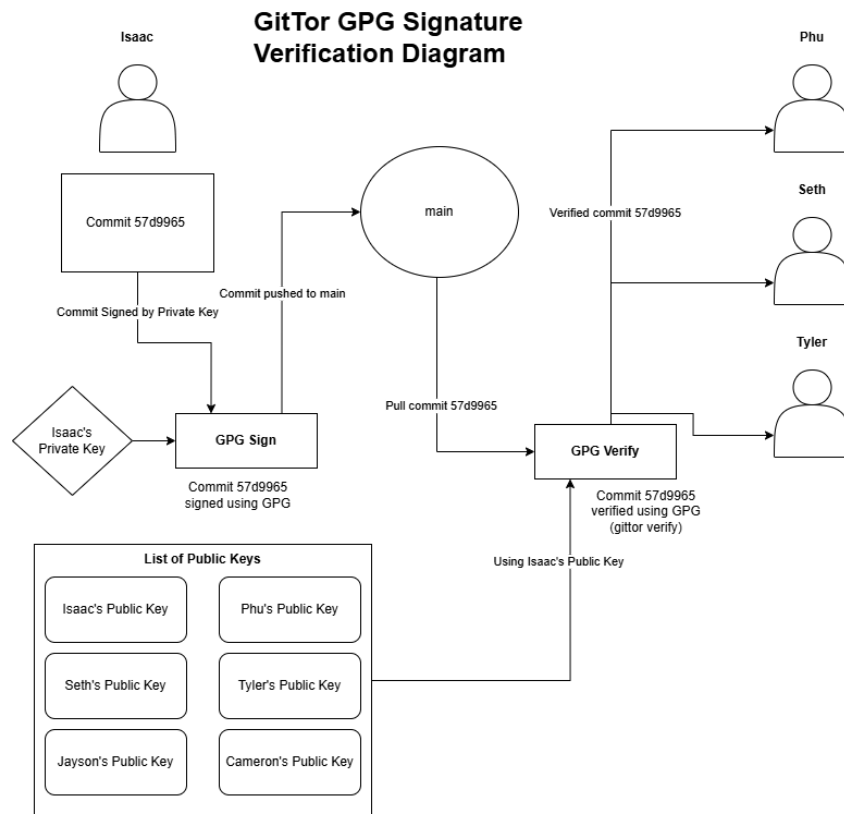 GitTor GPG Signature
Verification Diagram
Isaac
Phu
Commit 57d9965
main
Seth
Verified commit 57d9965
Commit pushed to main
Commit Signed by Private Key
Tyler
Pull commit 57d9965
Isaac's
Private Key
GPG Sign
GPG Verify
Commit 57d9965
signed using GPG
Commit 57d9965
verified using GPG
(gittor verify)
Using Isaac's Public Key
List of Public Keys
Isaac's Public Key
Phu's Public Key
Seth's Public Key
Tyler's Public Key
Jayson's Public Key
Cameron's Public Key